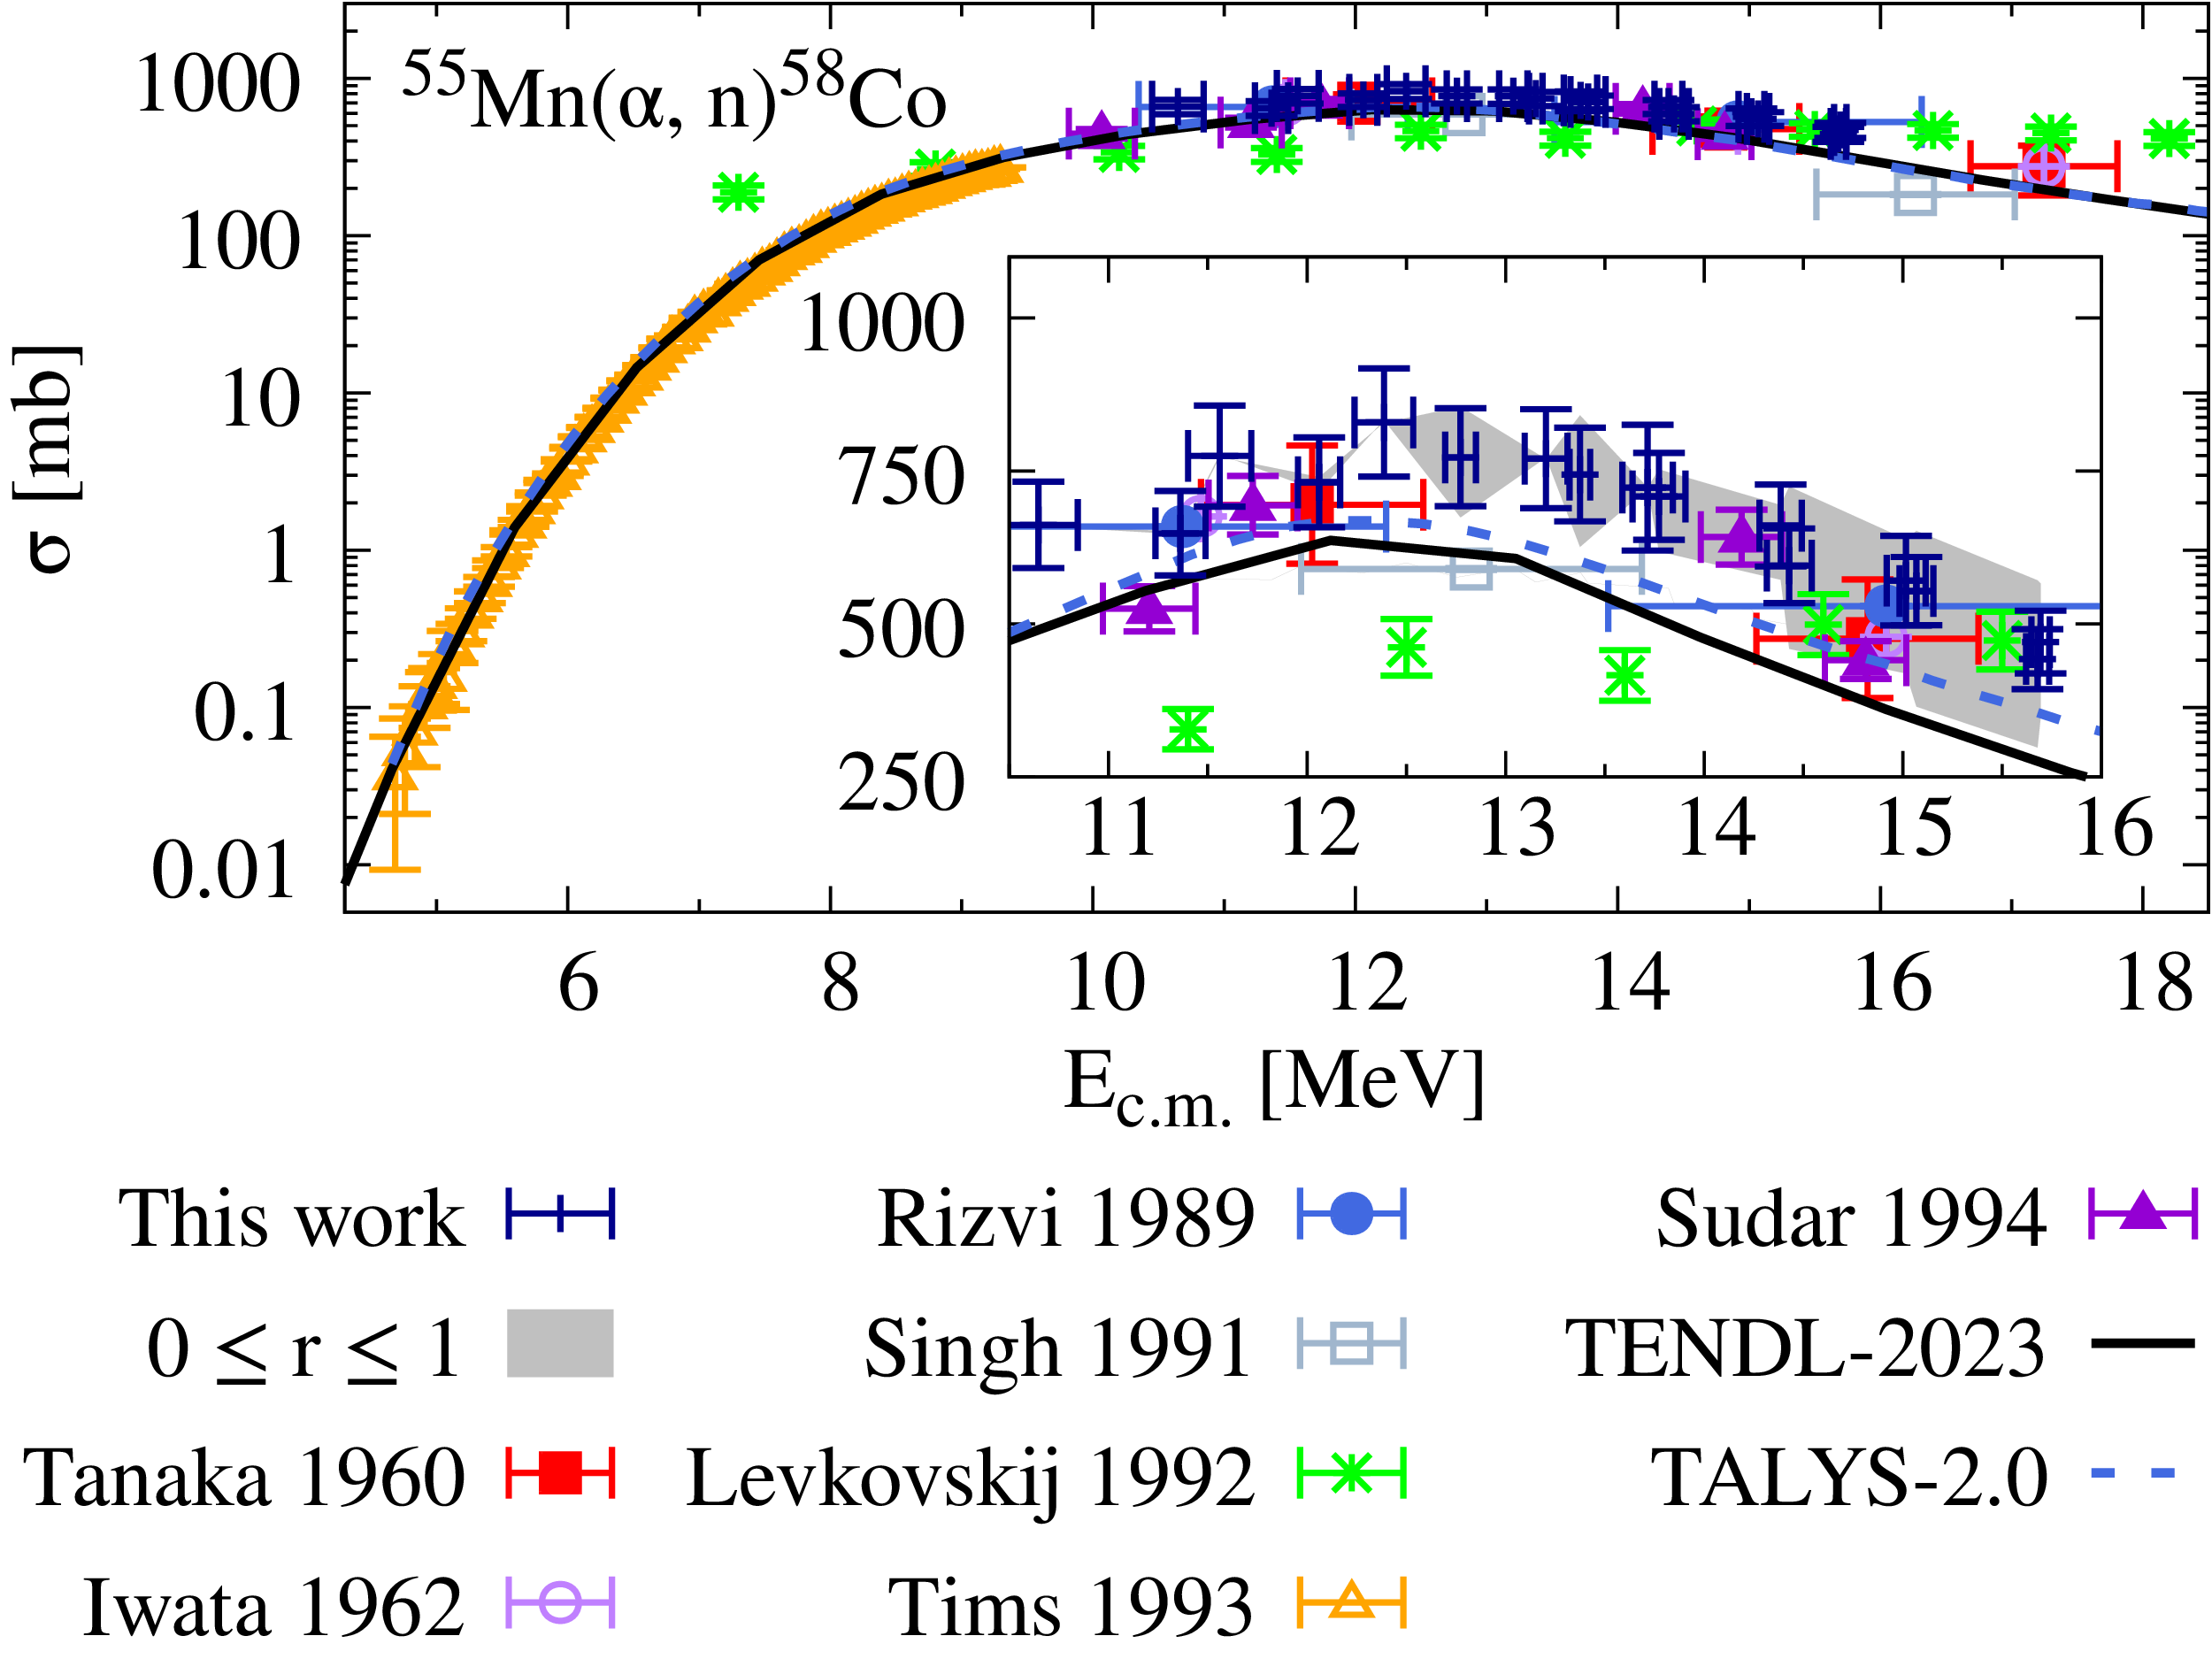 ⁵⁵Mn(α, n)⁵⁸Co
σ [mb]
1000
100
10
1
0.1
0.01
1000
750
500
250
11 12 13 14 15 16
6 8 10 12 14 16 18
E_c.m. [MeV]
This work Rizvi 1989 Sudar 1994
0 ≤ r ≤ 1 Singh 1991 TENDL-2023
Tanaka 1960 Levkovskij 1992 TALYS-2.0
Iwata 1962 Tims 1993